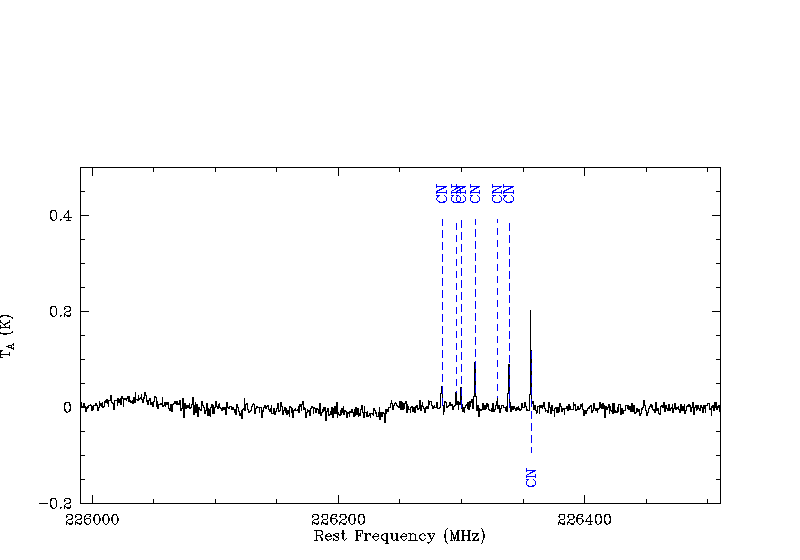 CN CN CN CN CN CN
0.4
0.2
T_A (K)
0
CN
-0.2
226000 226200 226400
Rest Frequency (MHz)